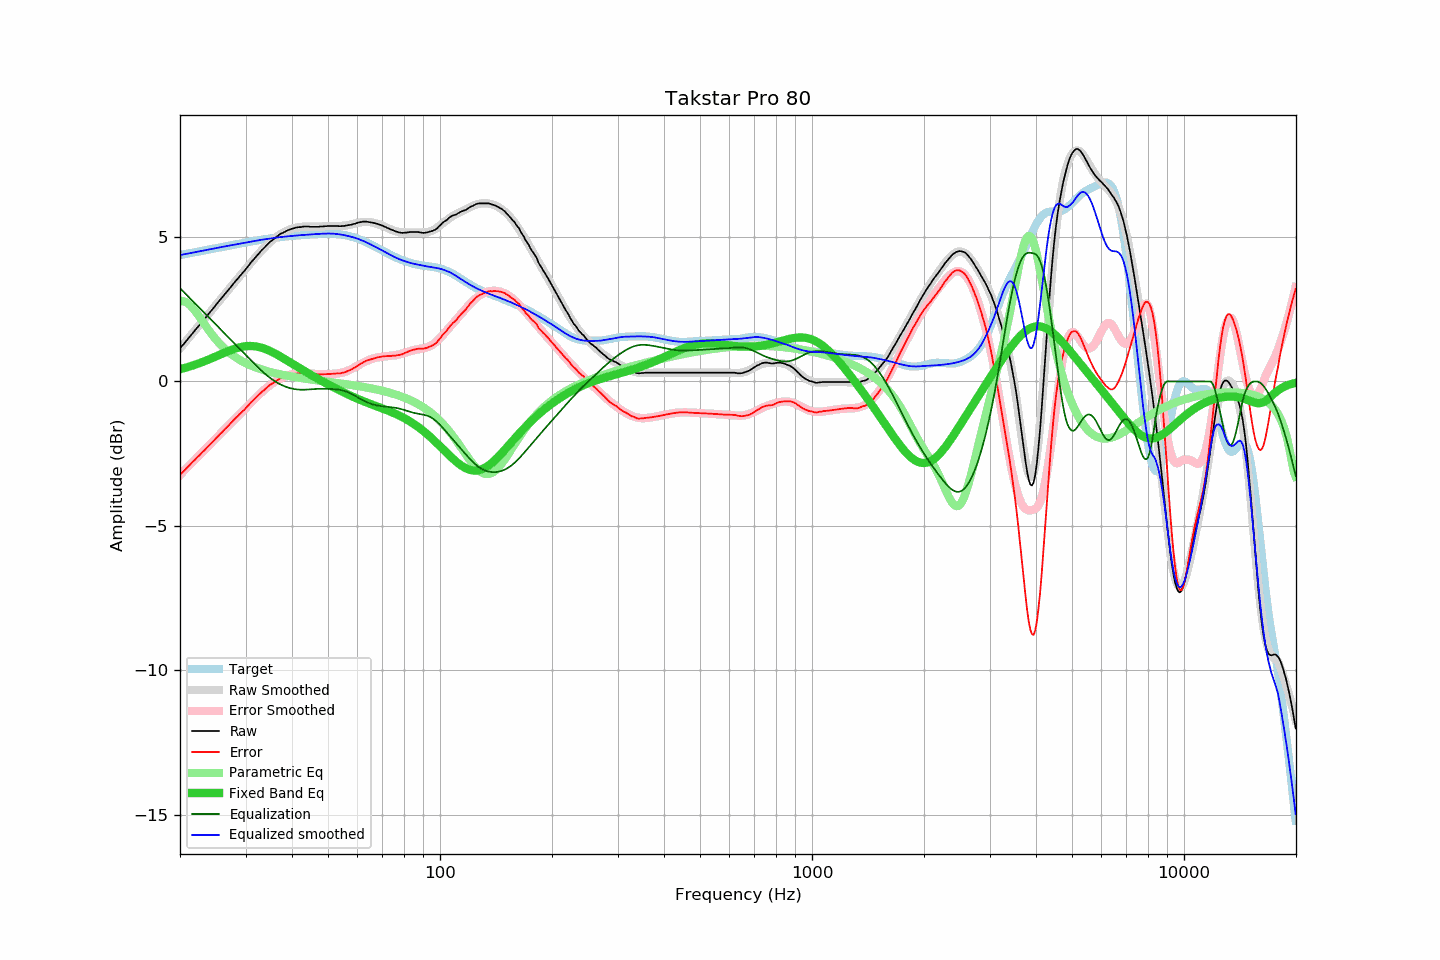 Takstar Pro 80
Amplitude (dBr)
5
0
−5
−10
−15
Target
Raw Smoothed
Error Smoothed
Raw
Error
Parametric Eq
Fixed Band Eq
Equalization
Equalized smoothed
100
1000
10000
Frequency (Hz)